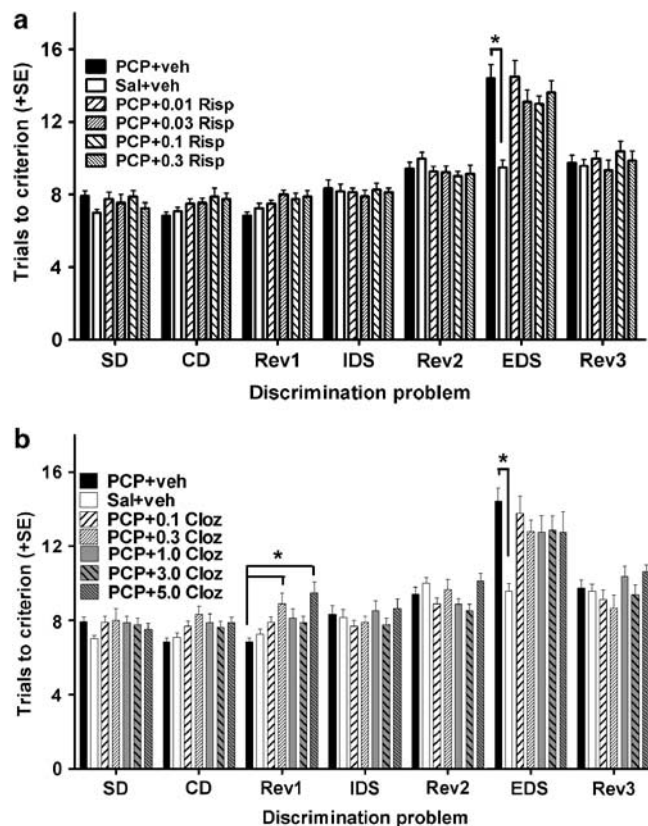 a
*
16
12
8
4
0
Trials to criterion (+SE)
PCP+veh
Sal+veh
PCP+0.01 Risp
PCP+0.03 Risp
PCP+0.1 Risp
PCP+0.3 Risp
SD CD Rev1 IDS Rev2 EDS Rev3
Discrimination problem
b
*
16
12
8
4
0
Trials to criterion (+SE)
PCP+veh
Sal+veh
PCP+0.1 Cloz
PCP+0.3 Cloz
PCP+1.0 Cloz
PCP+3.0 Cloz
PCP+5.0 Cloz
*
SD CD Rev1 IDS Rev2 EDS Rev3
Discrimination problem